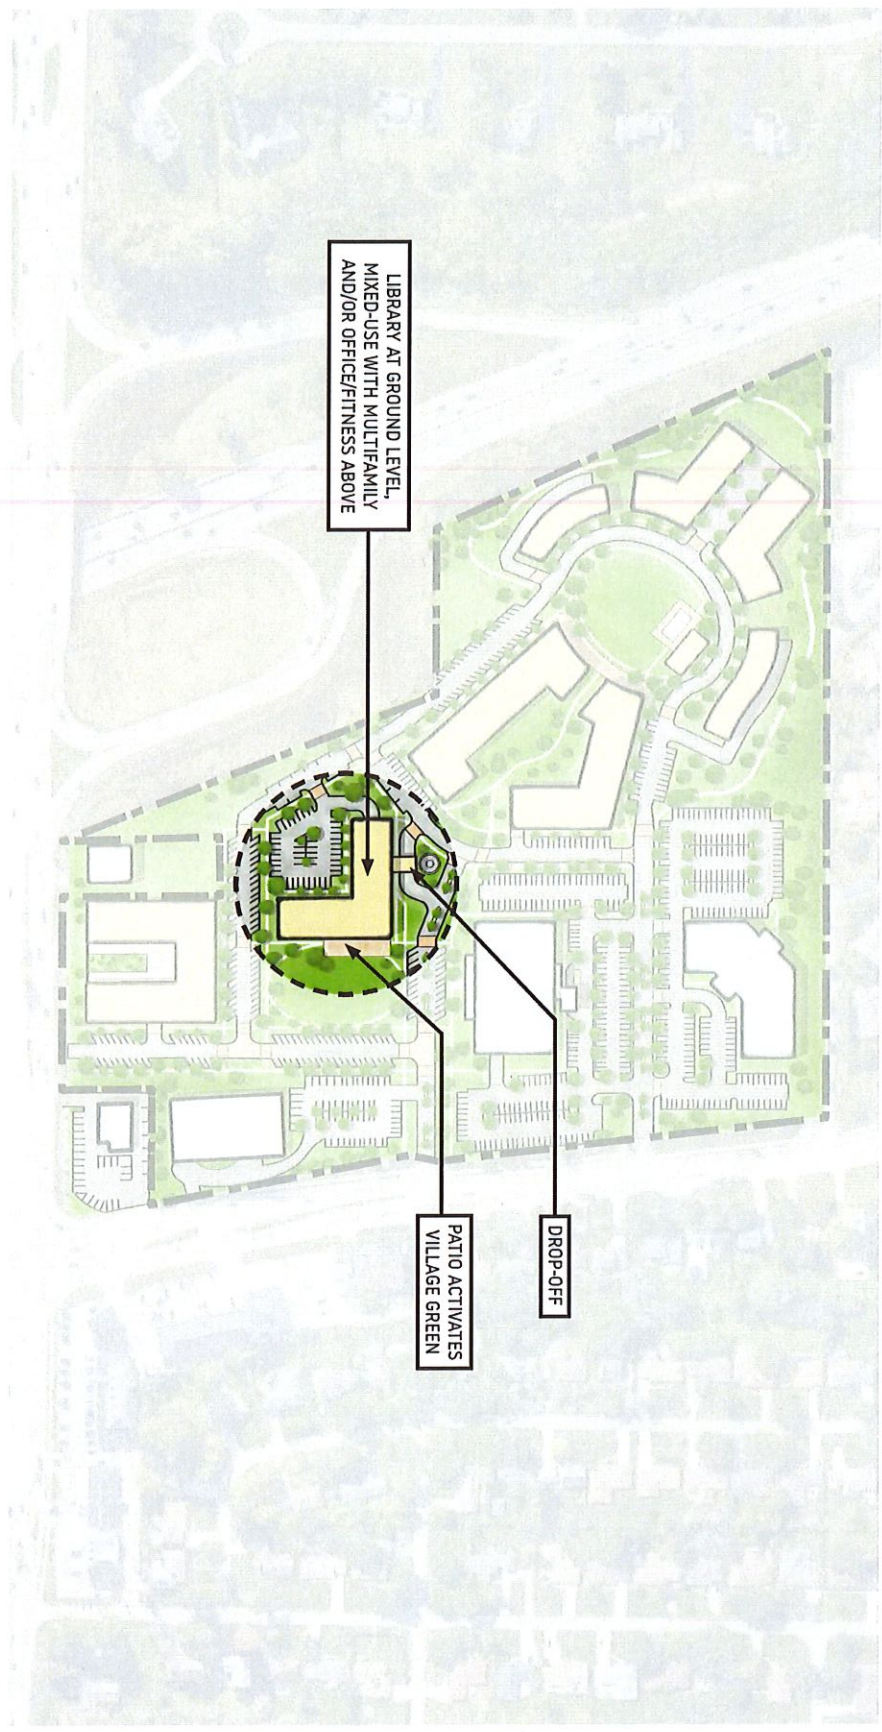 LIBRARY AT GROUND LEVEL,
MIXED-USE WITH MULTIFAMILY
AND/OR OFFICE/FITNESS ABOVE
DROP-OFF
PATIO ACTIVATES
VILLAGE GREEN